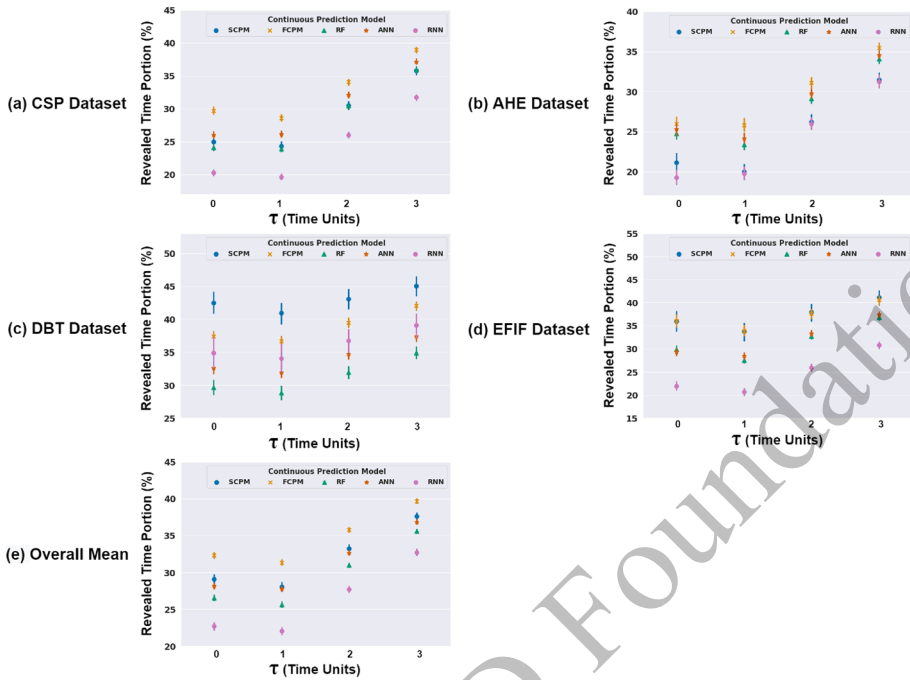 (a) CSP Dataset
Revealed Time Portion (%)
45
40
35
30
25
20
Continuous Prediction Model
SCPM FCPM RF ANN RNN
0 1 2 3
τ (Time Units)
(b) AHE Dataset
Revealed Time Portion (%)
40
35
30
25
20
Continuous Prediction Model
SCPM FCPM RF ANN RNN
0 1 2 3
τ (Time Units)
(c) DBT Dataset
Revealed Time Portion (%)
50
45
40
35
30
25
Continuous Prediction Model
SCPM FCPM RF ANN RNN
0 1 2 3
τ (Time Units)
(d) EFIF Dataset
Revealed Time Portion (%)
55
50
45
40
35
30
25
20
15
Continuous Prediction Model
SCPM FCPM RF ANN RNN
0 1 2 3
τ (Time Units)
(e) Overall Mean
Revealed Time Portion (%)
45
40
35
30
25
20
Continuous Prediction Model
SCPM FCPM RF ANN RNN
0 1 2 3
τ (Time Units)